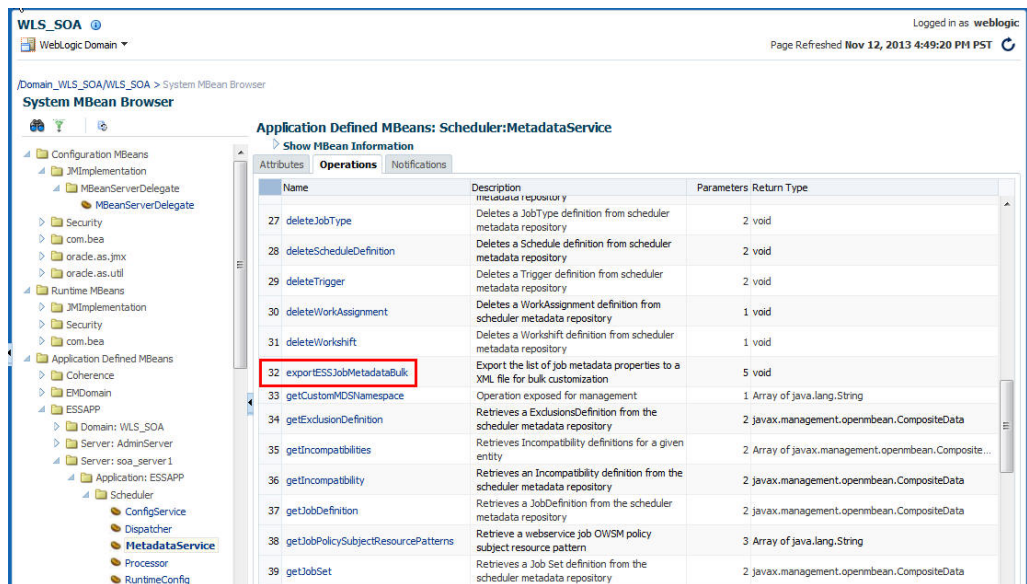 WLS_SOA
Logged in as weblogic
WebLogic Domain
Page Refreshed Nov 12, 2013 4:49:20 PM PST
/Domain_WLS_SOA/WLS_SOA > System MBean Browser
System MBean Browser
Configuration MBeans
JMImplementation
MBeanServerDelegate
MBeanServerDelegate
Security
com.bea
oracle.as.jmx
oracle.as.util
Runtime MBeans
JMImplementation
Security
com.bea
Application Defined MBeans
Coherence
EMDomain
ESSAPP
Domain: WLS_SOA
Server: AdminServer
Server: soa_server1
Application: ESSAPP
Scheduler
ConfigService
Dispatcher
MetadataService
Processor
RuntimeConfig
Application Defined MBeans: Scheduler:MetadataService
Show MBean Information
Attributes Operations Notifications
Name Description Parameters Return Type
metadata repository
27 deleteJobType Deletes a JobType definition from scheduler 2 void
metadata repository
28 deleteScheduleDefinition Deletes a Schedule definition from scheduler 2 void
metadata repository
29 deleteTrigger Deletes a Trigger definition from scheduler 2 void
metadata repository
30 deleteWorkAssignment Deletes a WorkAssignment definition from 1 void
scheduler metadata repository
31 deleteWorkshift Deletes a Workshift definition from scheduler 1 void
metadata repository
32 exportESSJobMetadataBulk Export the list of job metadata properties to a 5 void
XML file for bulk customization
33 getCustomMDSNamespace Operation exposed for management 1 Array of java.lang.String
34 getExclusionDefinition Retrieves a ExclusionsDefinition from the 2 javax.management.openmbean.CompositeData
scheduler metadata repository
35 getIncompatibilities Retrieves Incompatibility definitions for a given 2 Array of javax.management.openmbean.Composite...
entity
36 getIncompatibility Retrieves an Incompatibility definition from the 2 javax.management.openmbean.CompositeData
scheduler metadata repository
37 getJobDefinition Retrieves a JobDefinition from the scheduler 2 javax.management.openmbean.CompositeData
metadata repository
38 getJobPolicySubjectResourcePatterns Retrieve a webservice job OWSM policy 3 Array of java.lang.String
subject resource pattern
39 getJobSet Retrieves a Job Set definition from the 2 javax.management.openmbean.CompositeData
scheduler metadata repository